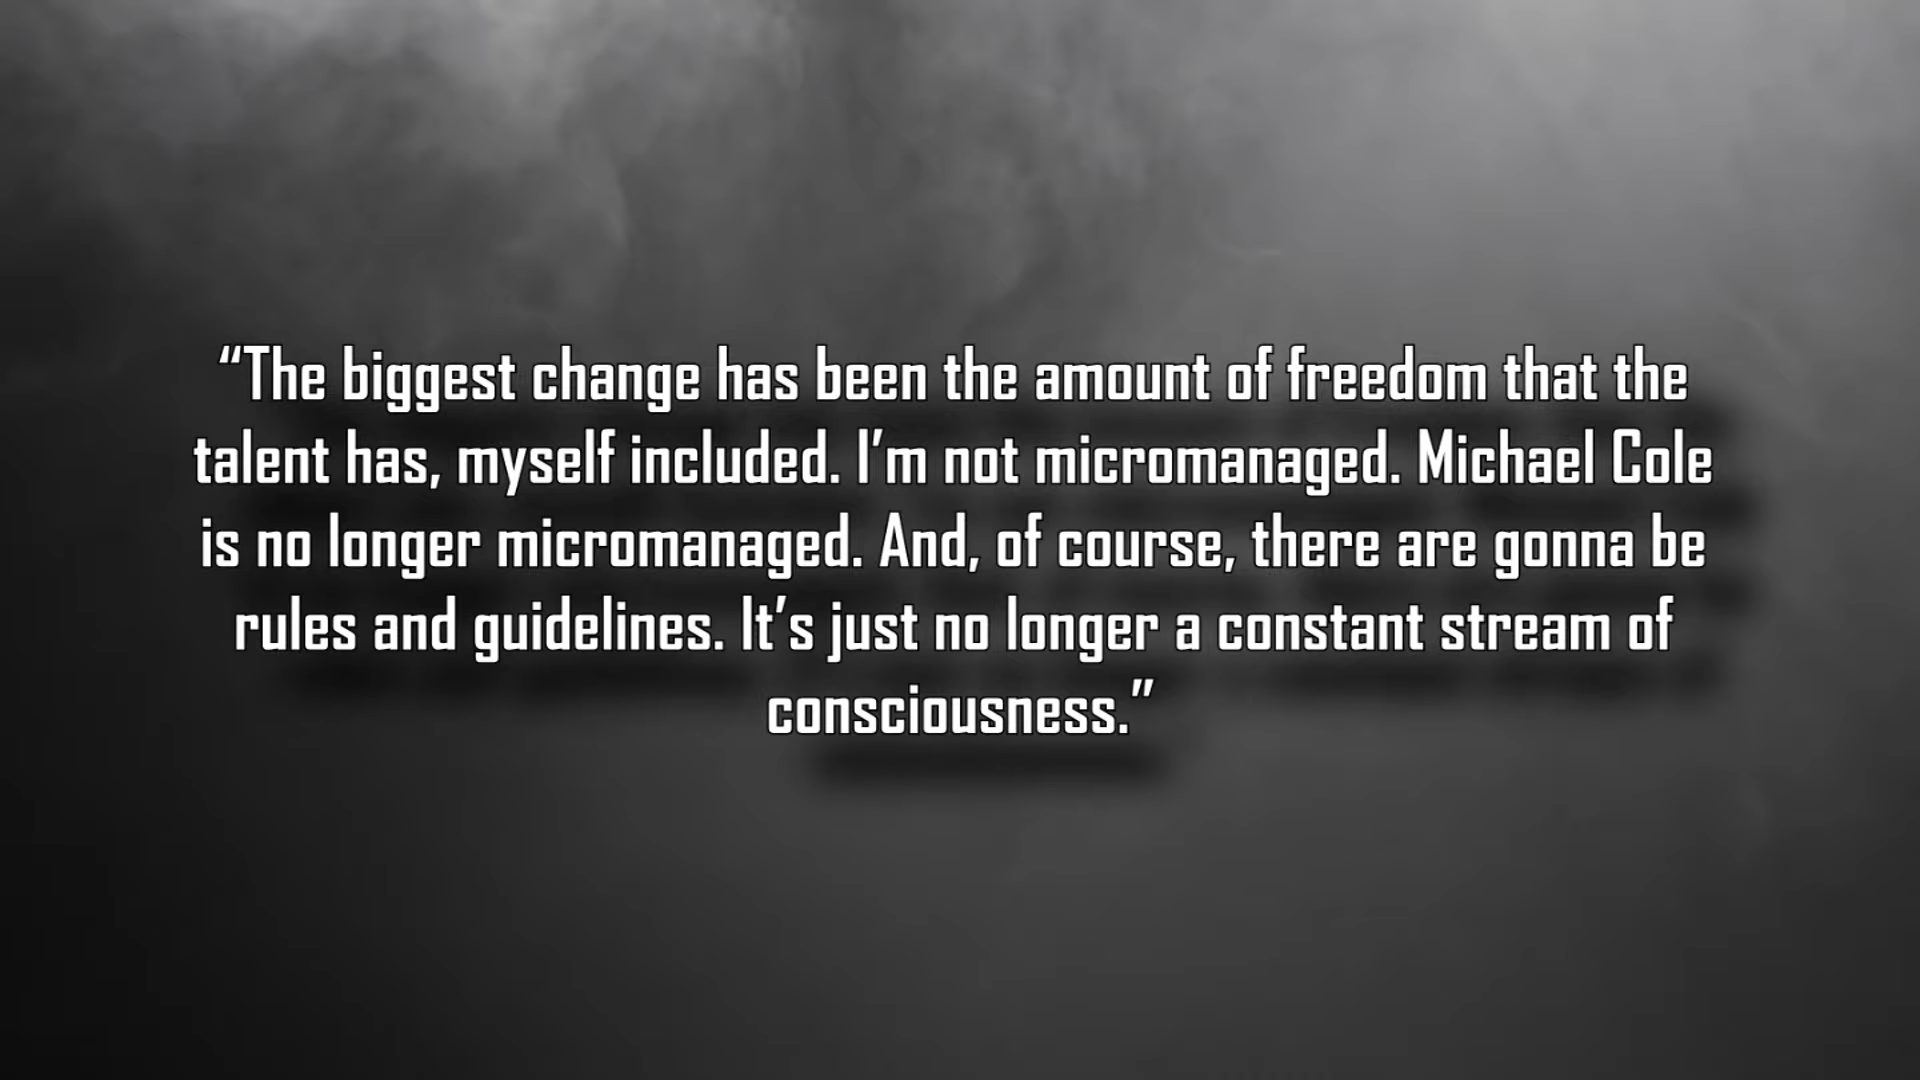 “The biggest change has been the amount of freedom that the
talent has, myself included. I’m not micromanaged. Michael Cole
is no longer micromanaged. And, of course, there are gonna be
rules and guidelines. It’s just no longer a constant stream of
consciousness.”